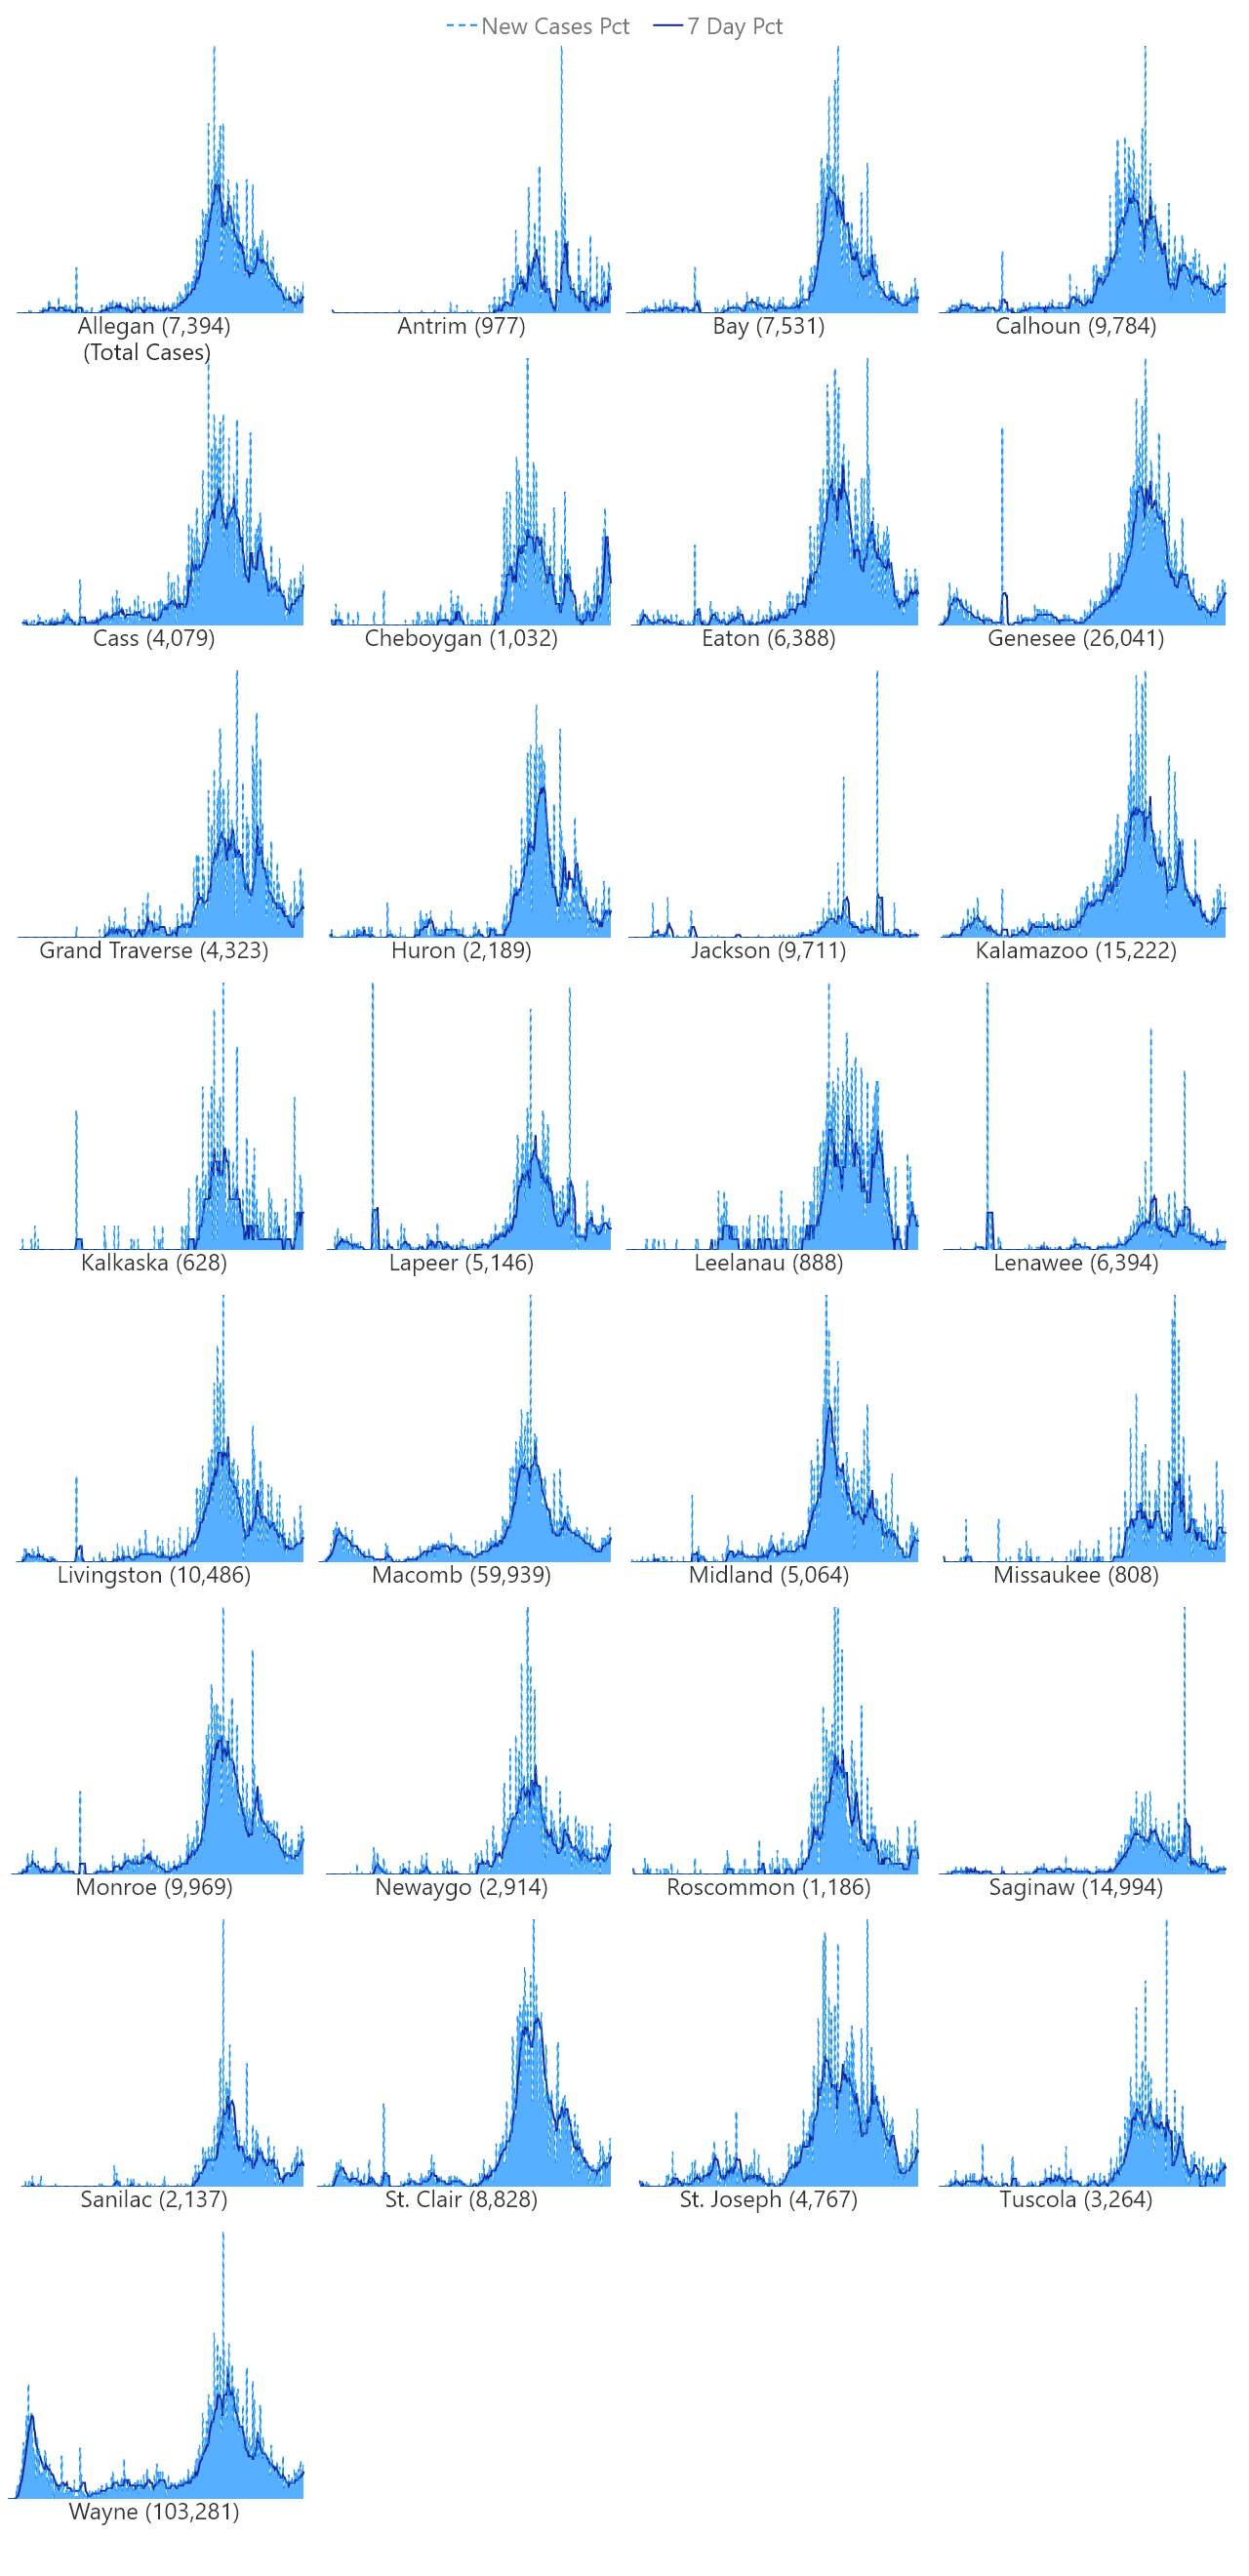 New Cases Pct 7 Day Pct
Allegan (7,394) Antrim (977) Bay (7,531) Calhoun (9,784)
(Total Cases)
Cass (4,079) Cheboygan (1,032) Eaton (6,388) Genesee (26,041)
Grand Traverse (4,323) Huron (2,189) Jackson (9,711) Kalamazoo (15,222)
Kalkaska (628) Lapeer (5,146) Leelanau (888) Lenawee (6,394)
Livingston (10,486) Macomb (59,939) Midland (5,064) Missaukee (808)
Monroe (9,969) Newaygo (2,914) Roscommon (1,186) Saginaw (14,994)
Sanilac (2,137) St. Clair (8,828) St. Joseph (4,767) Tuscola (3,264)
Wayne (103,281)